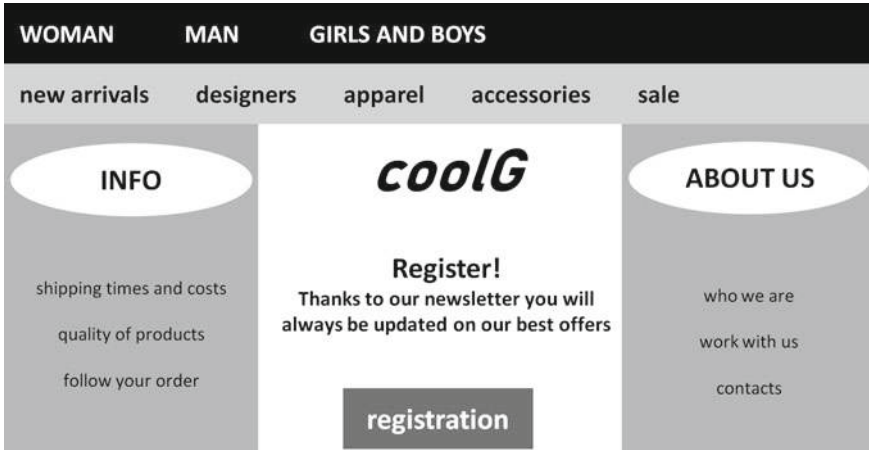 WOMAN MAN GIRLS AND BOYS
new arrivals designers apparel accessories sale
INFO
shipping times and costs
quality of products
follow your order
coolG
Register!
Thanks to our newsletter you will
always be updated on our best offers
registration
ABOUT US
who we are
work with us
contacts